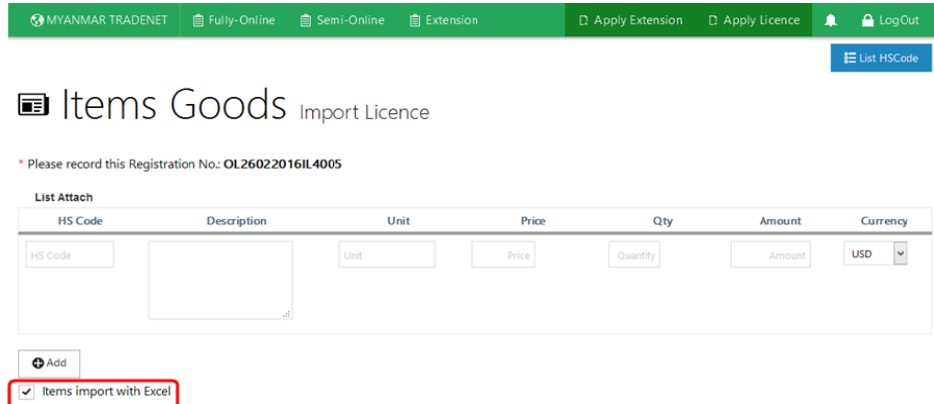 MYANMAR TRADENET Fully-Online Semi-Online Extension Apply Extension Apply Licence LogOut
List HSCode
Items Goods Import Licence
* Please record this Registration No.: OL26022016IL4005
List Attach
HS Code Description Unit Price Qty Amount Currency
HS Code Unit Price Quantity Amount USD
Add
Items import with Excel